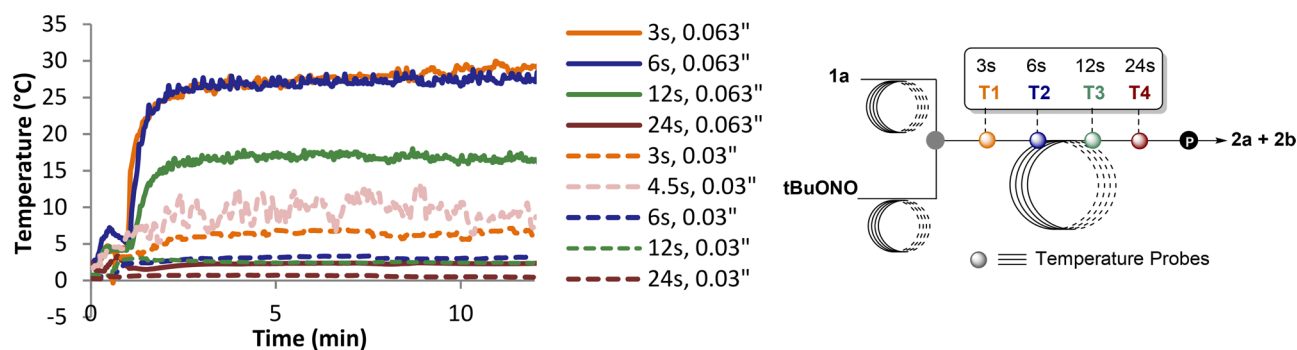 35
30
25
20
15
10
5
0
-5
Temperature (°C)
0
5
10
Time (min)
3s, 0.063"
6s, 0.063"
12s, 0.063"
24s, 0.063"
3s, 0.03"
4.5s, 0.03"
6s, 0.03"
12s, 0.03"
24s, 0.03"
3s 6s 12s 24s
T1 T2 T3 T4
1a
P
2a + 2b
tBuONO
Temperature Probes